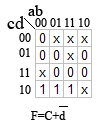 ab
cd 00 01 11 10
00 0 x x x
01 0 0 x 0
11 x 0 0 0
10 1 1 1 x
F=C+d̅